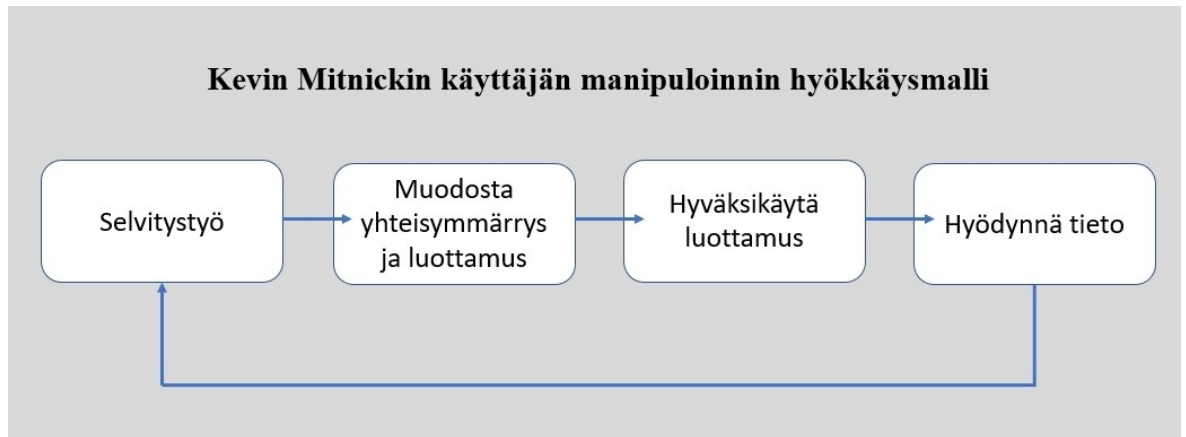 Kevin Mitnickin käyttäjän manipuloinnin hyökkäysmalli
Selvitystyö
Muodosta
yhteisymmärrys
ja luottamus
Hyväksikäytä
luottamus
Hyödynnä tieto